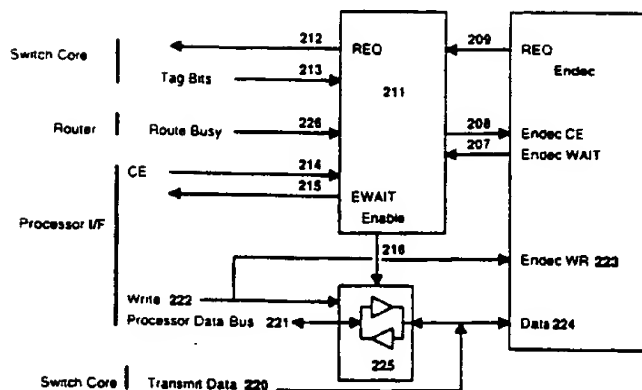 212 209
REQ REQ
Switch Core 213 Endec
Tag Bits 211
226 208
Router Route Busy Endec CE
214 207
CE Endec WAIT
215
EWAIT
Enable
Processor I/F
216
Endec WR 223
Write 222
Processor Data Bus 221 Data 224
225
Switch Core Transmit Data 220